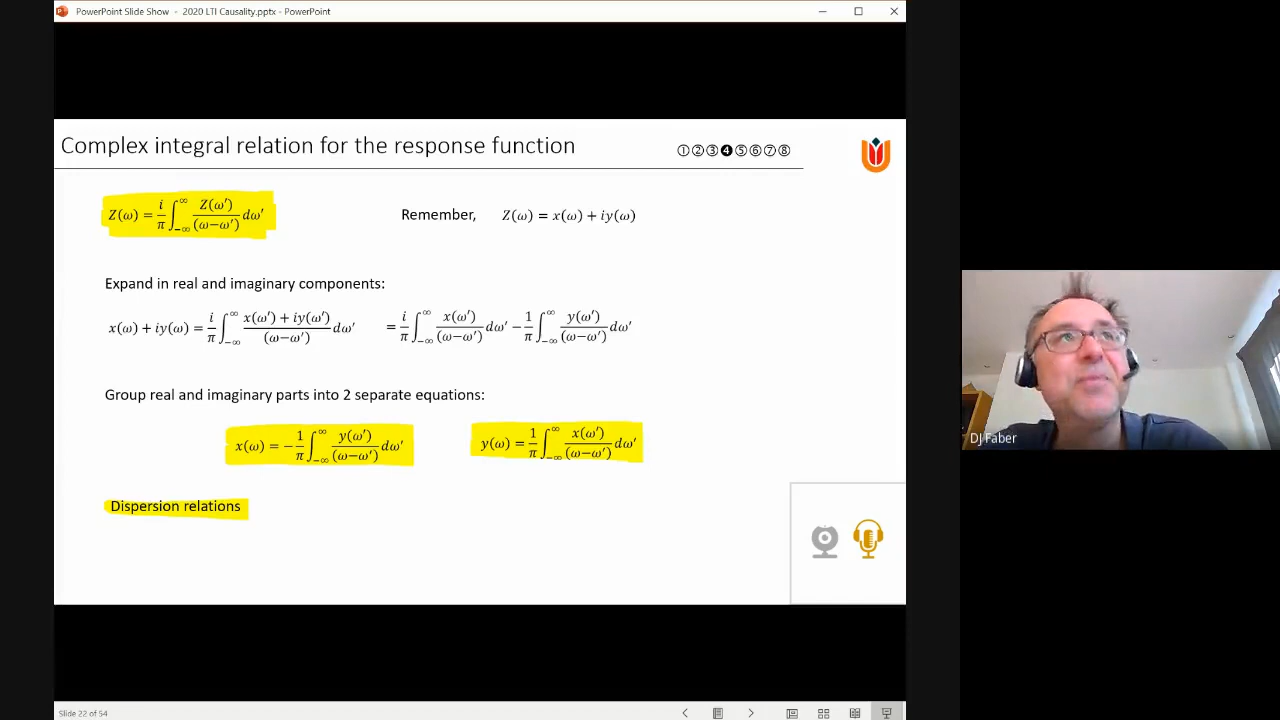 PowerPoint Slide Show - 2020 LTI Causality.pptx - PowerPoint
Complex integral relation for the response function ①②③❹⑤⑥⑦⑧
Z(ω) = i/π ∫_{-∞}^{∞} Z(ω′)/(ω−ω′) dω′ Remember, Z(ω) = x(ω) + iy(ω)
Expand in real and imaginary components:
x(ω) + iy(ω) = i/π ∫_{-∞}^{∞} x(ω′) + iy(ω′)/(ω−ω′) dω′ = i/π ∫_{-∞}^{∞} x(ω′)/(ω−ω′) dω′ − 1/π ∫_{-∞}^{∞} y(ω′)/(ω−ω′) dω′
Group real and imaginary parts into 2 separate equations:
x(ω) = − 1/π ∫_{-∞}^{∞} y(ω′)/(ω−ω′) dω′ y(ω) = 1/π ∫_{-∞}^{∞} x(ω′)/(ω−ω′) dω′
Dispersion relations
DJ Faber
Slide 22 of 54